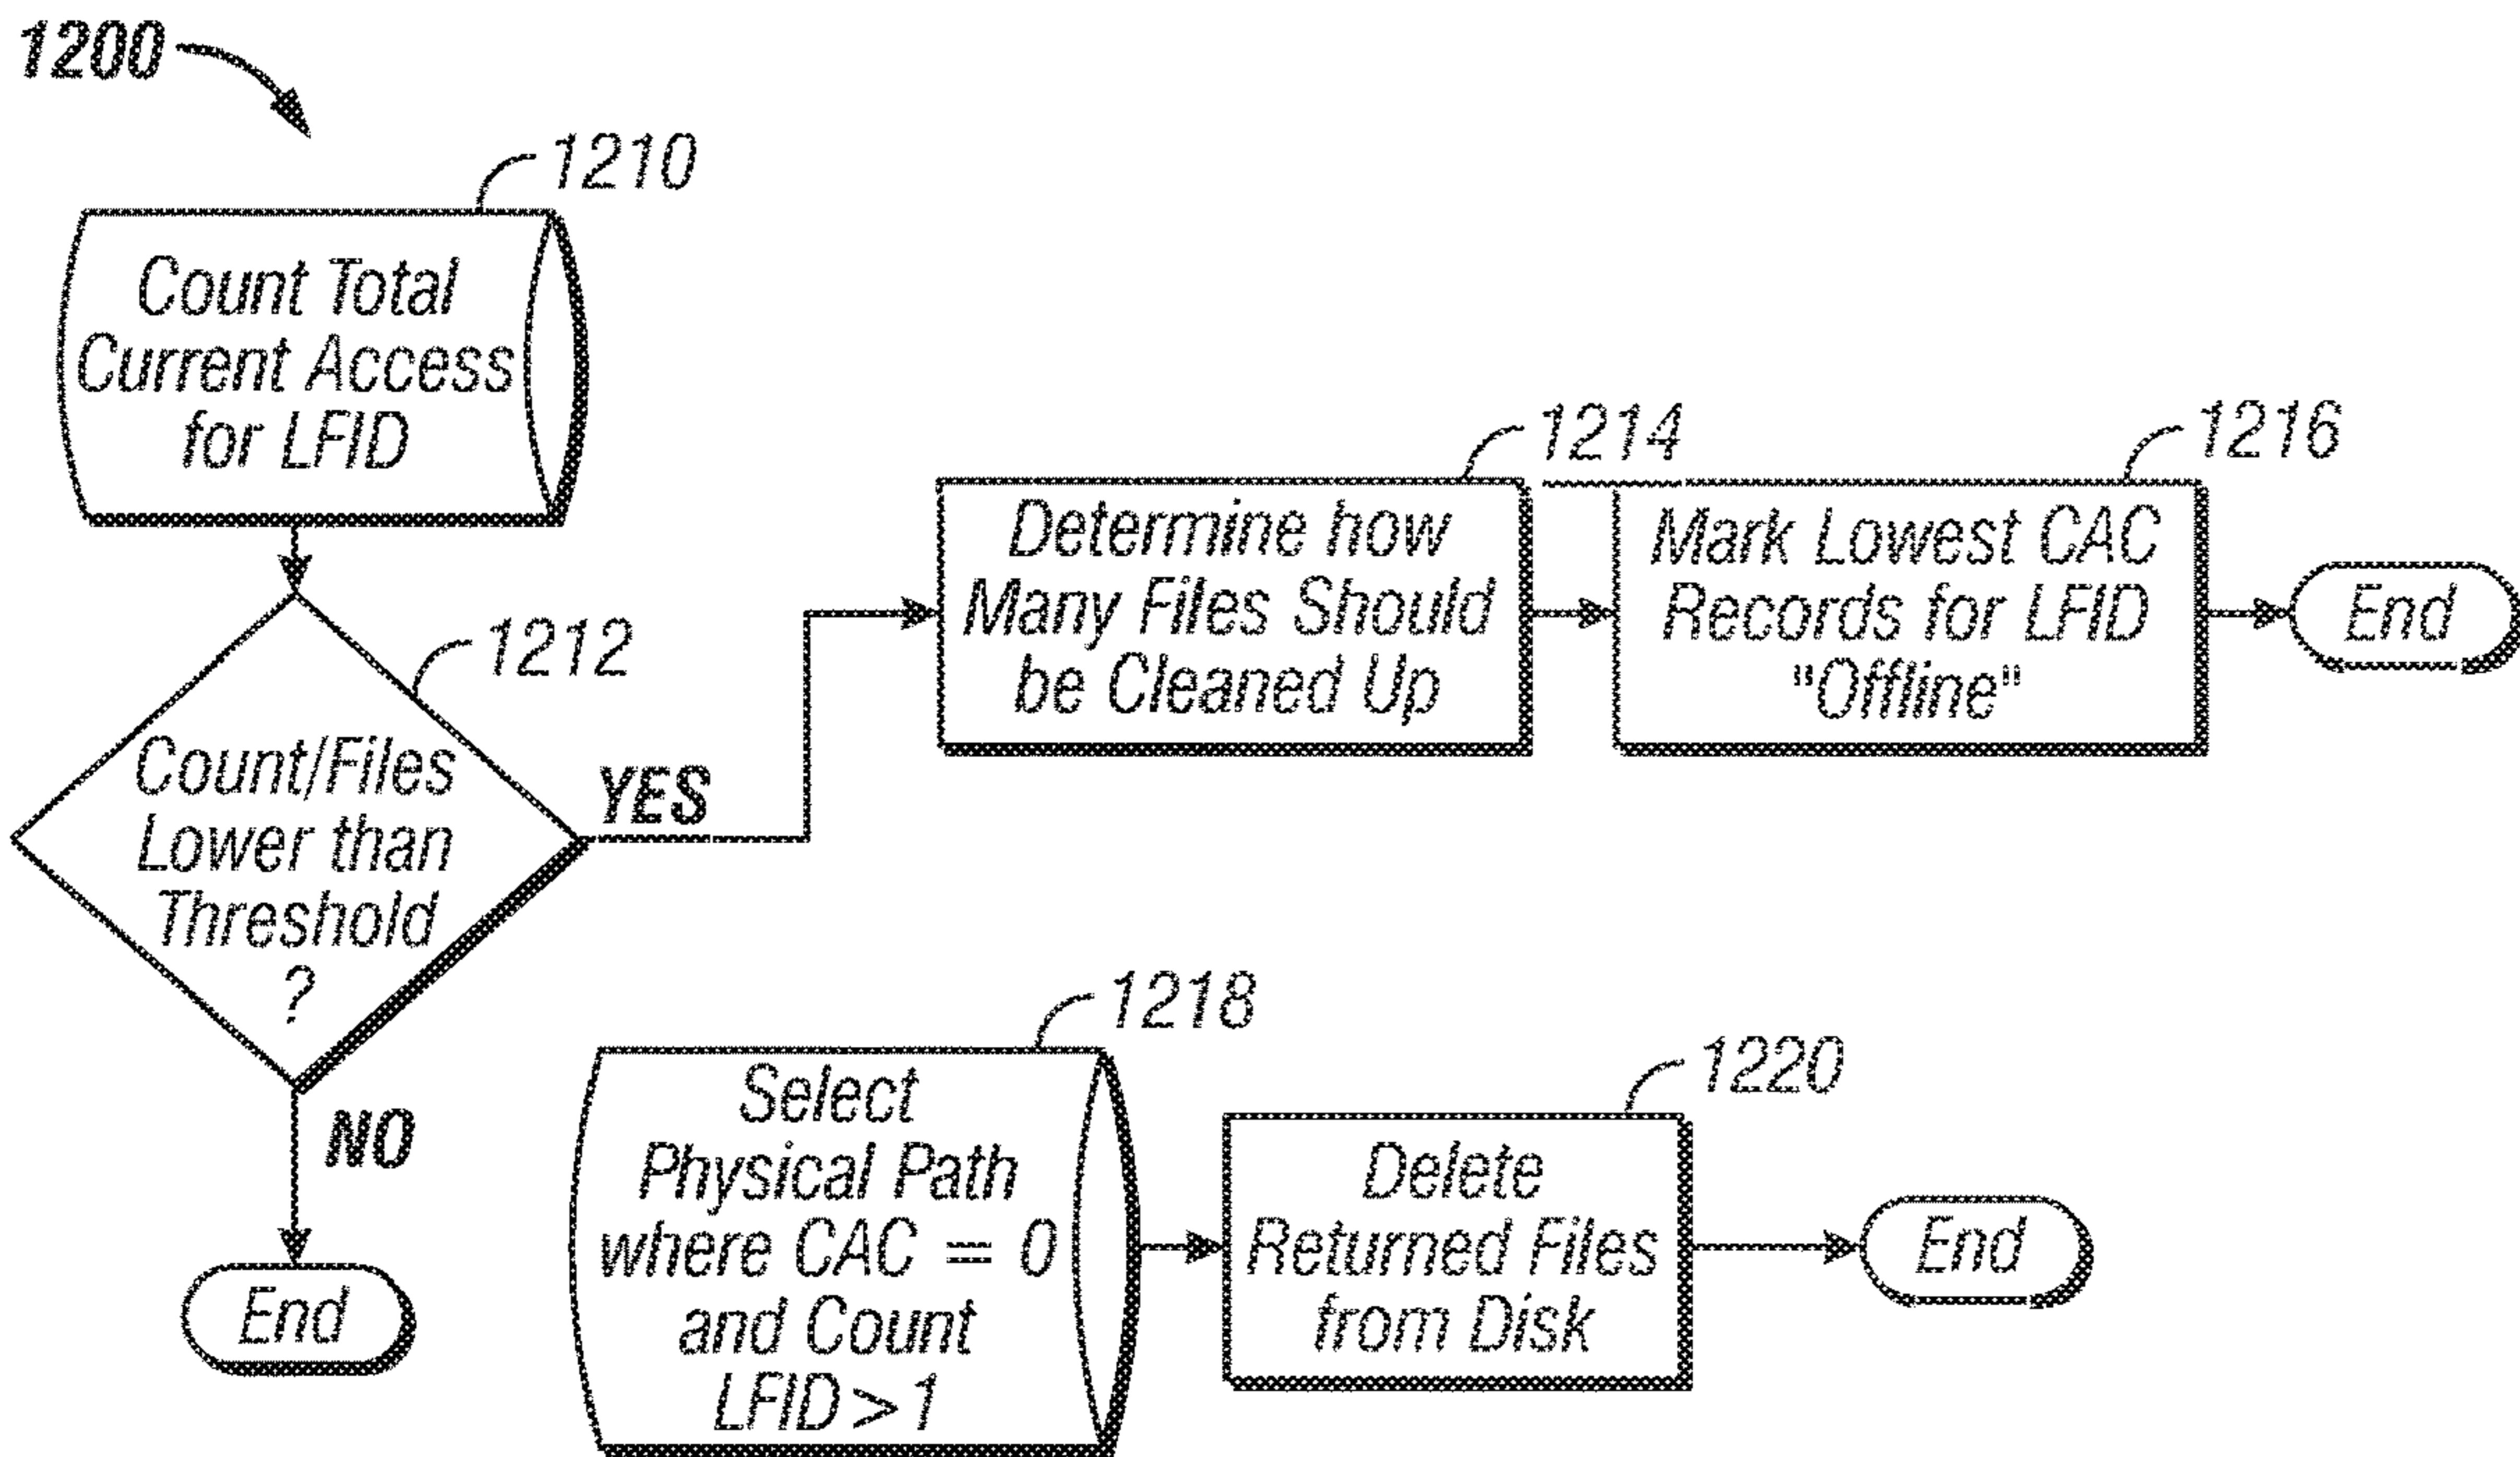 1200
1210
Count Total
Current Access
for LFID
1212
Count/Files
Lower than
Threshold
?
YES
NO
End
1214
Determine how
Many Files Should
be Cleaned Up
1216
Mark Lowest CAC
Records for LFID
"Offline"
End
1218
Select
Physical Path
where CAC = 0
and Count
LFID > 1
1220
Delete
Returned Files
from Disk
End